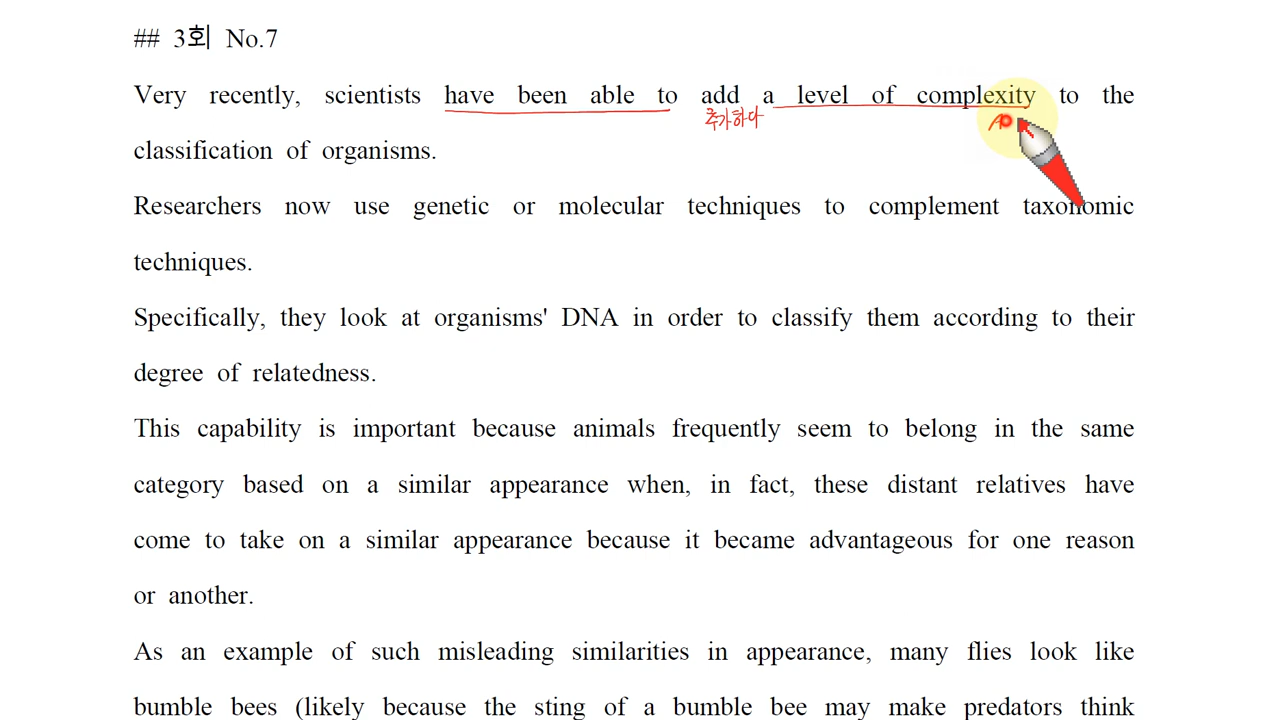 ## 3회 No.7
Very recently, scientists have been able to add a level of complexity to the
추가하다
classification of organisms.
Researchers now use genetic or molecular techniques to complement taxonomic
techniques.
Specifically, they look at organisms' DNA in order to classify them according to their
degree of relatedness.
This capability is important because animals frequently seem to belong in the same
category based on a similar appearance when, in fact, these distant relatives have
come to take on a similar appearance because it became advantageous for one reason
or another.
As an example of such misleading similarities in appearance, many flies look like
bumble bees (likely because the sting of a bumble bee may make predators think